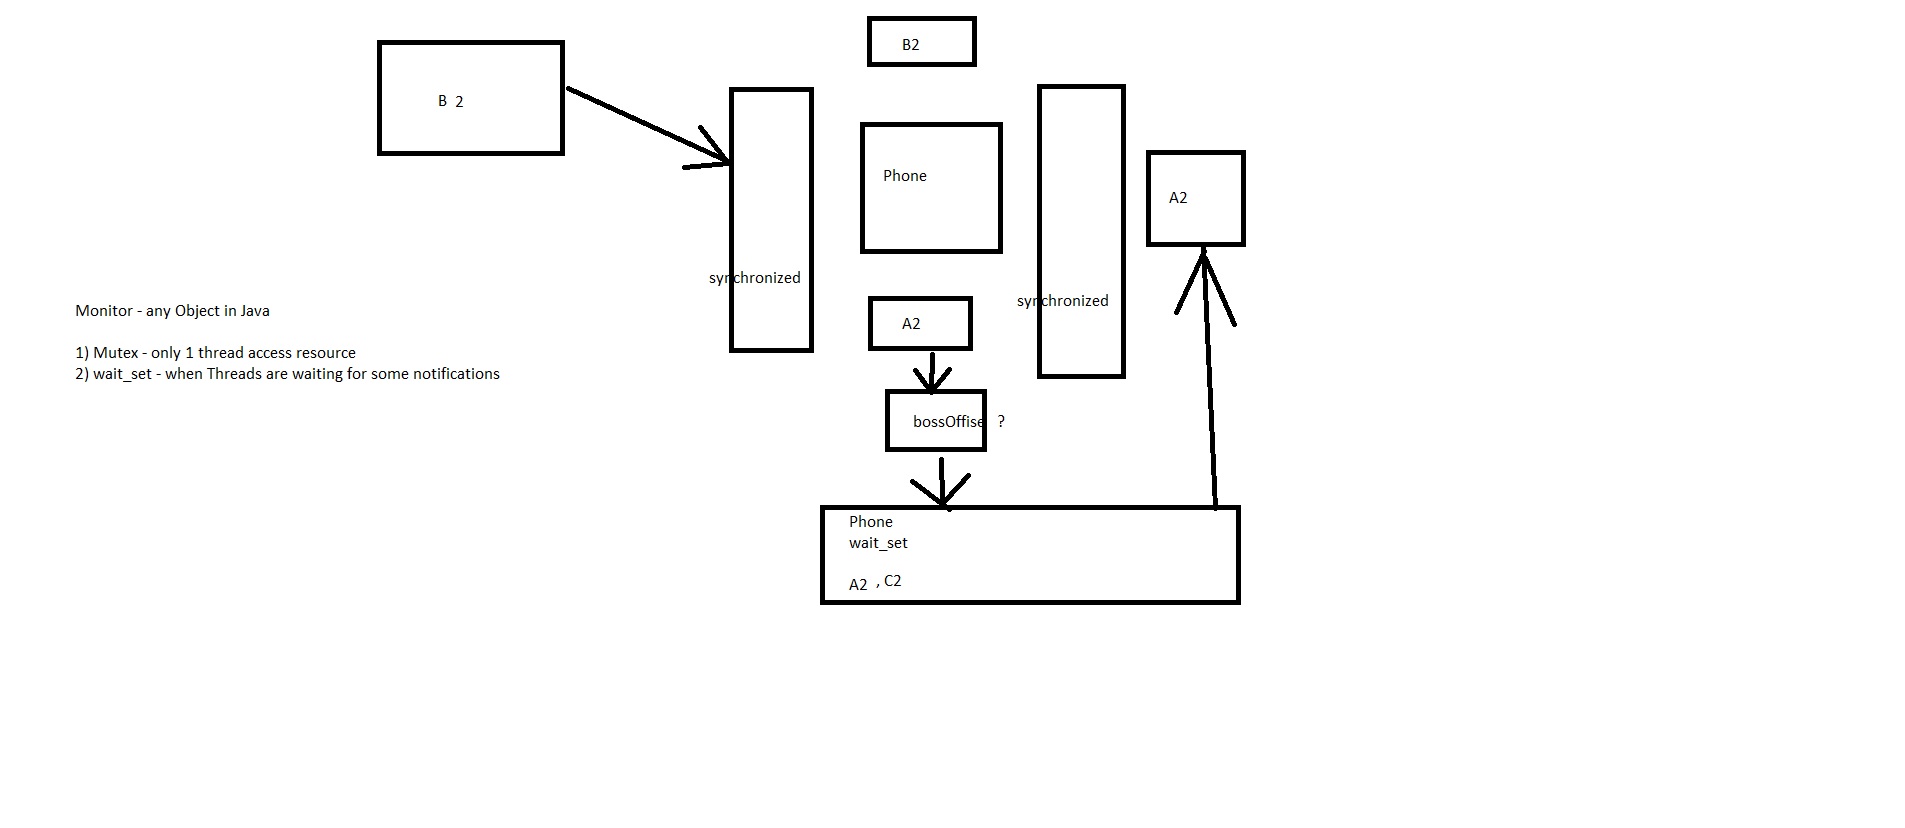 B2
B 2
Phone
A2
synchronized
synchronized
Monitor - any Object in Java
A2
1) Mutex - only 1 thread access resource
2) wait_set - when Threads are waiting for some notifications
bossOffise ?
Phone
wait_set
A2 , C2